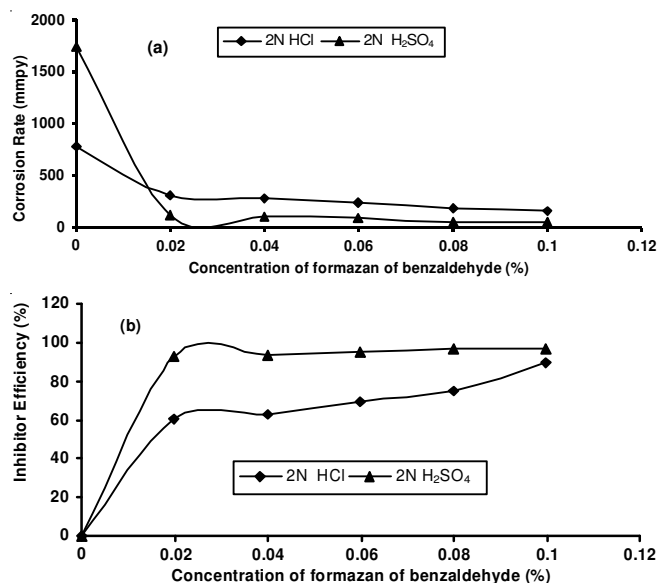 (a)
2N HCl 2N H₂SO₄
Corrosion Rate (mmpy)
2000
1500
1000
500
0
0 0.02 0.04 0.06 0.08 0.1 0.12
Concentration of formazan of benzaldehyde (%)
(b)
Inhibitor Efficiency (%)
120
100
80
60
40
20
0
2N HCl 2N H₂SO₄
0 0.02 0.04 0.06 0.08 0.1 0.12
Concentration of formazan of benzaldehyde (%)